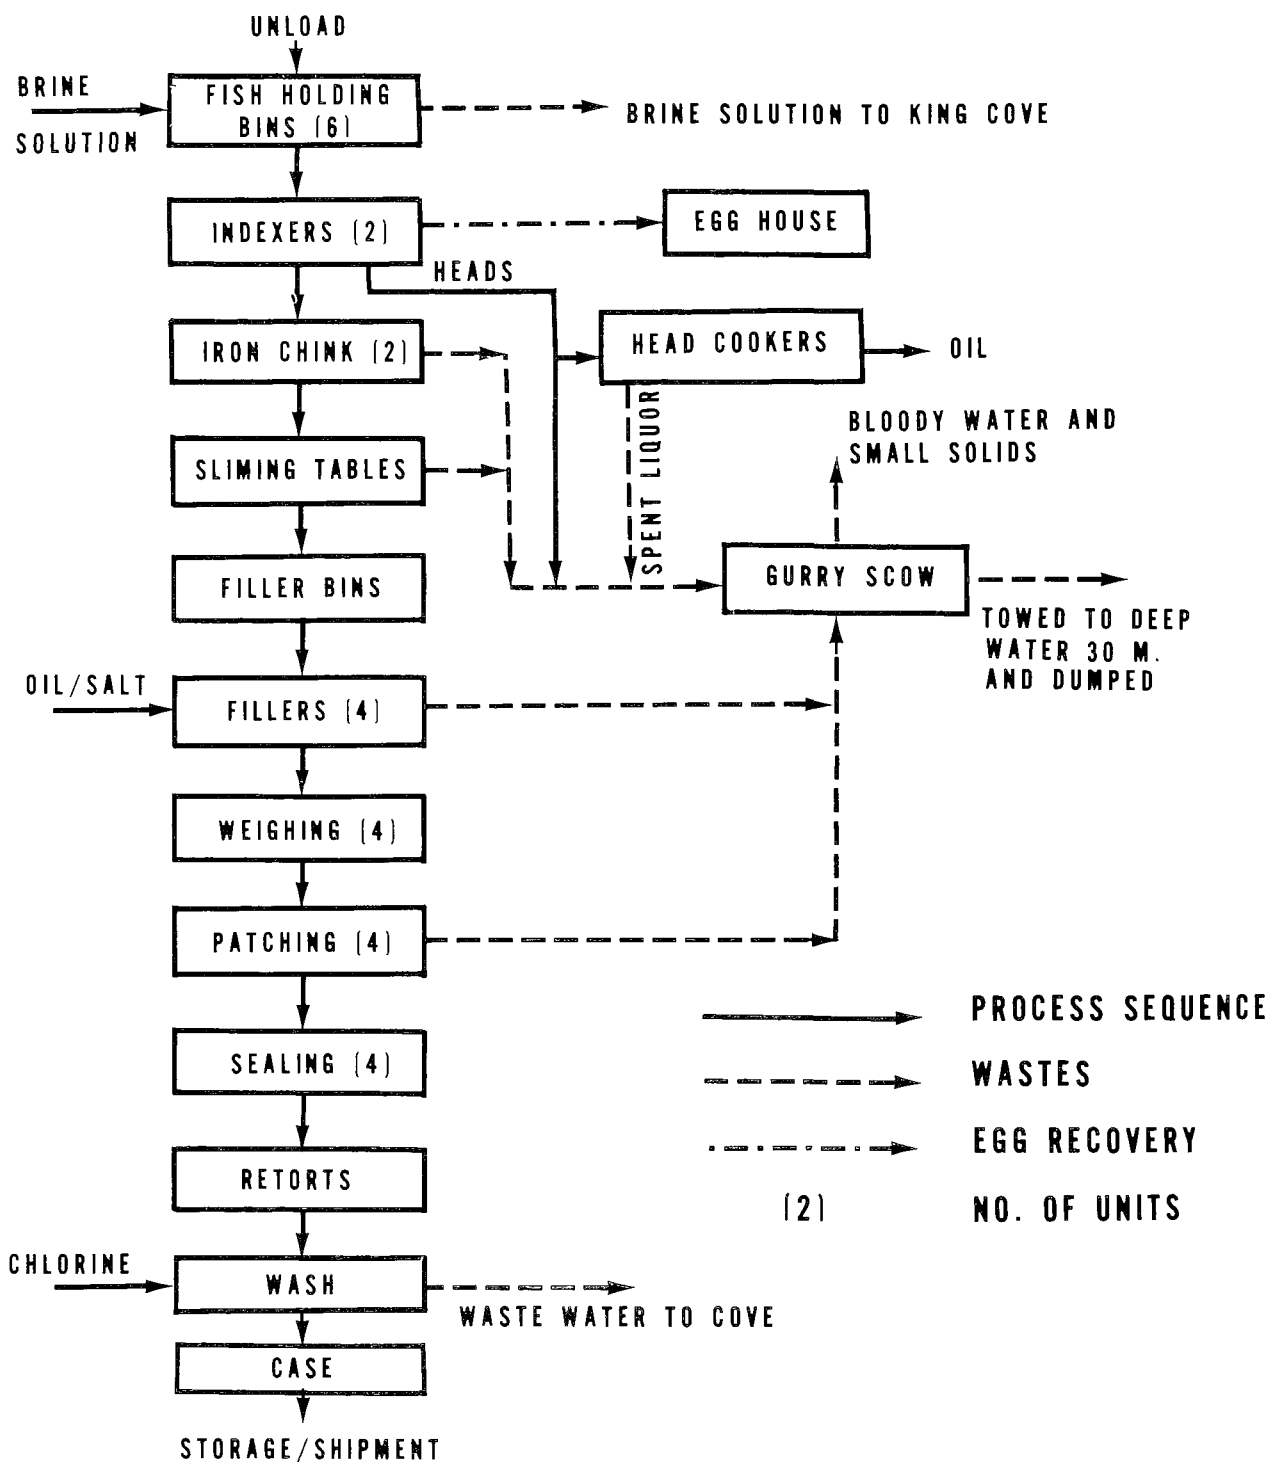 UNLOAD
BRINE
SOLUTION
FISH HOLDING
BINS (6)
BRINE SOLUTION TO KING COVE
INDEXERS (2)
EGG HOUSE
HEADS
IRON CHINK (2)
HEAD COOKERS
OIL
SPENT LIQUOR
BLOODY WATER AND
SMALL SOLIDS
SLIMING TABLES
FILLER BINS
GURRY SCOW
TOWED TO DEEP
WATER 30 M.
AND DUMPED
OIL/SALT
FILLERS (4)
WEIGHING (4)
PATCHING (4)
SEALING (4)
RETORTS
CHLORINE
WASH
WASTE WATER TO COVE
CASE
STORAGE/SHIPMENT
PROCESS SEQUENCE
WASTES
EGG RECOVERY
(2) NO. OF UNITS